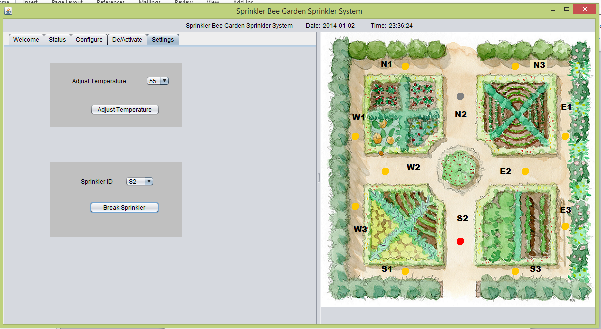 Sprinkler Bee Garden Sprinkler System
Sprinkler Bee Garden Sprinkler System Date: 2014-01-02 Time: 23:36:24
Welcome Status Configure De/Activate Settings
Adjust Temperature
Adjust Temperature
Sprinkler ID S2
Break Sprinkler
N1 N3
W1 N2 E1
W2 E2
W3 S2 E3
S1 S3